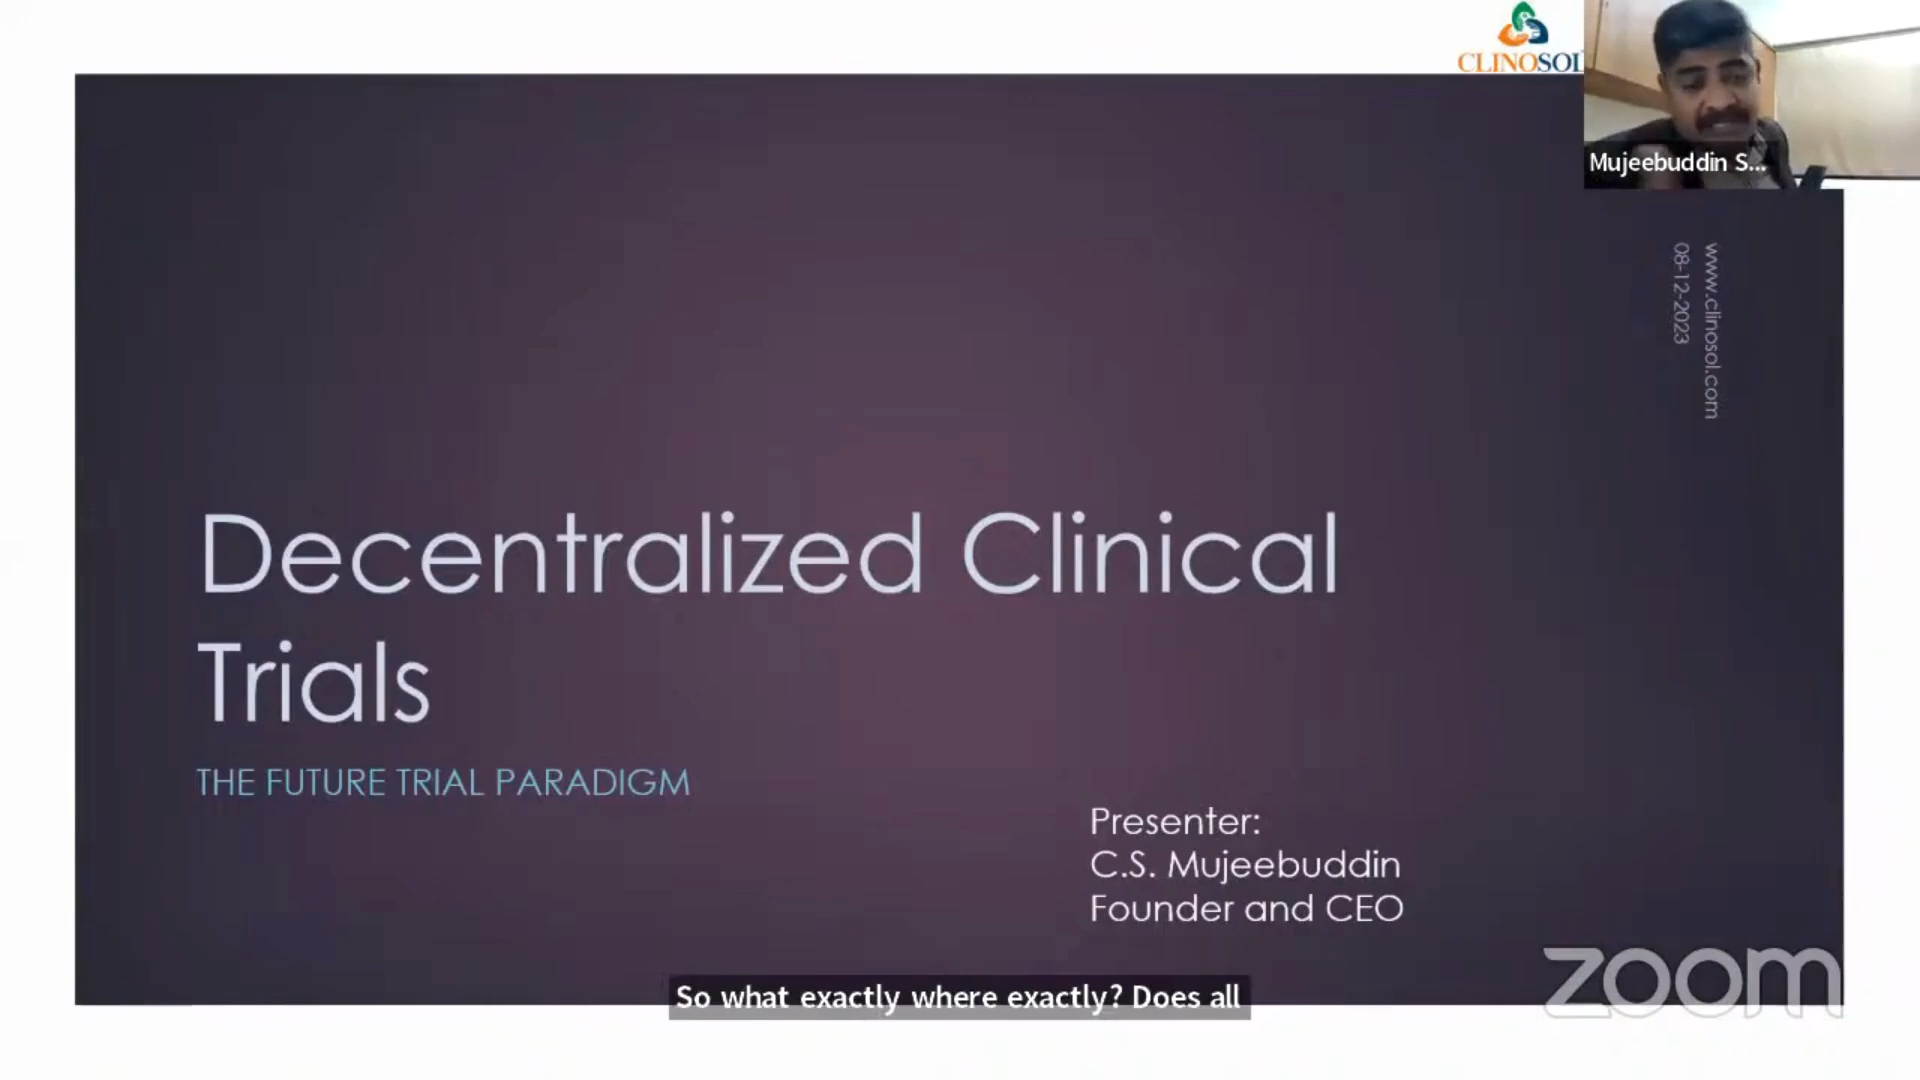 CLINOSOL
Mujeebuddin S...
www.clinosol.com
08-12-2023
Decentralized Clinical
Trials
THE FUTURE TRIAL PARADIGM
Presenter:
C.S. Mujeebuddin
Founder and CEO
zoom
So what exactly where exactly? Does all